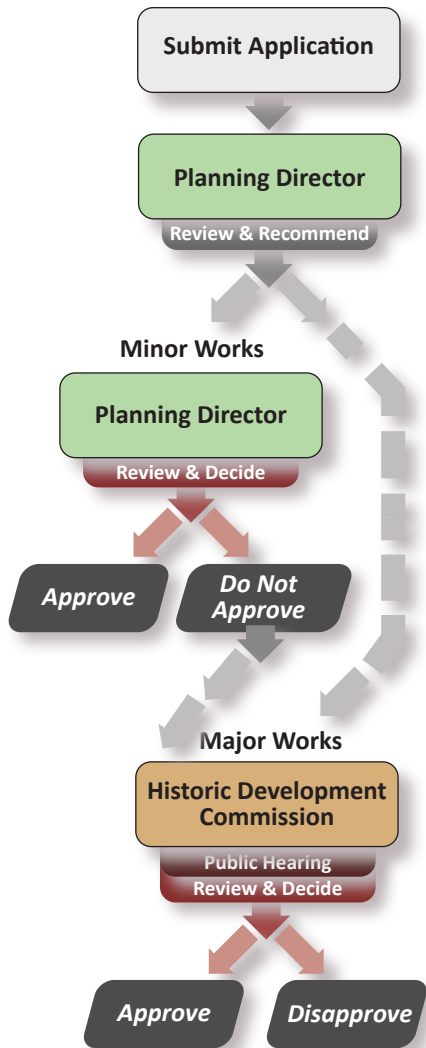 Submit Application
Planning Director
Review & Recommend
Minor Works
Planning Director
Review & Decide
Approve
Do Not
Approve
Major Works
Historic Development
Commission
Public Hearing
Review & Decide
Approve
Disapprove